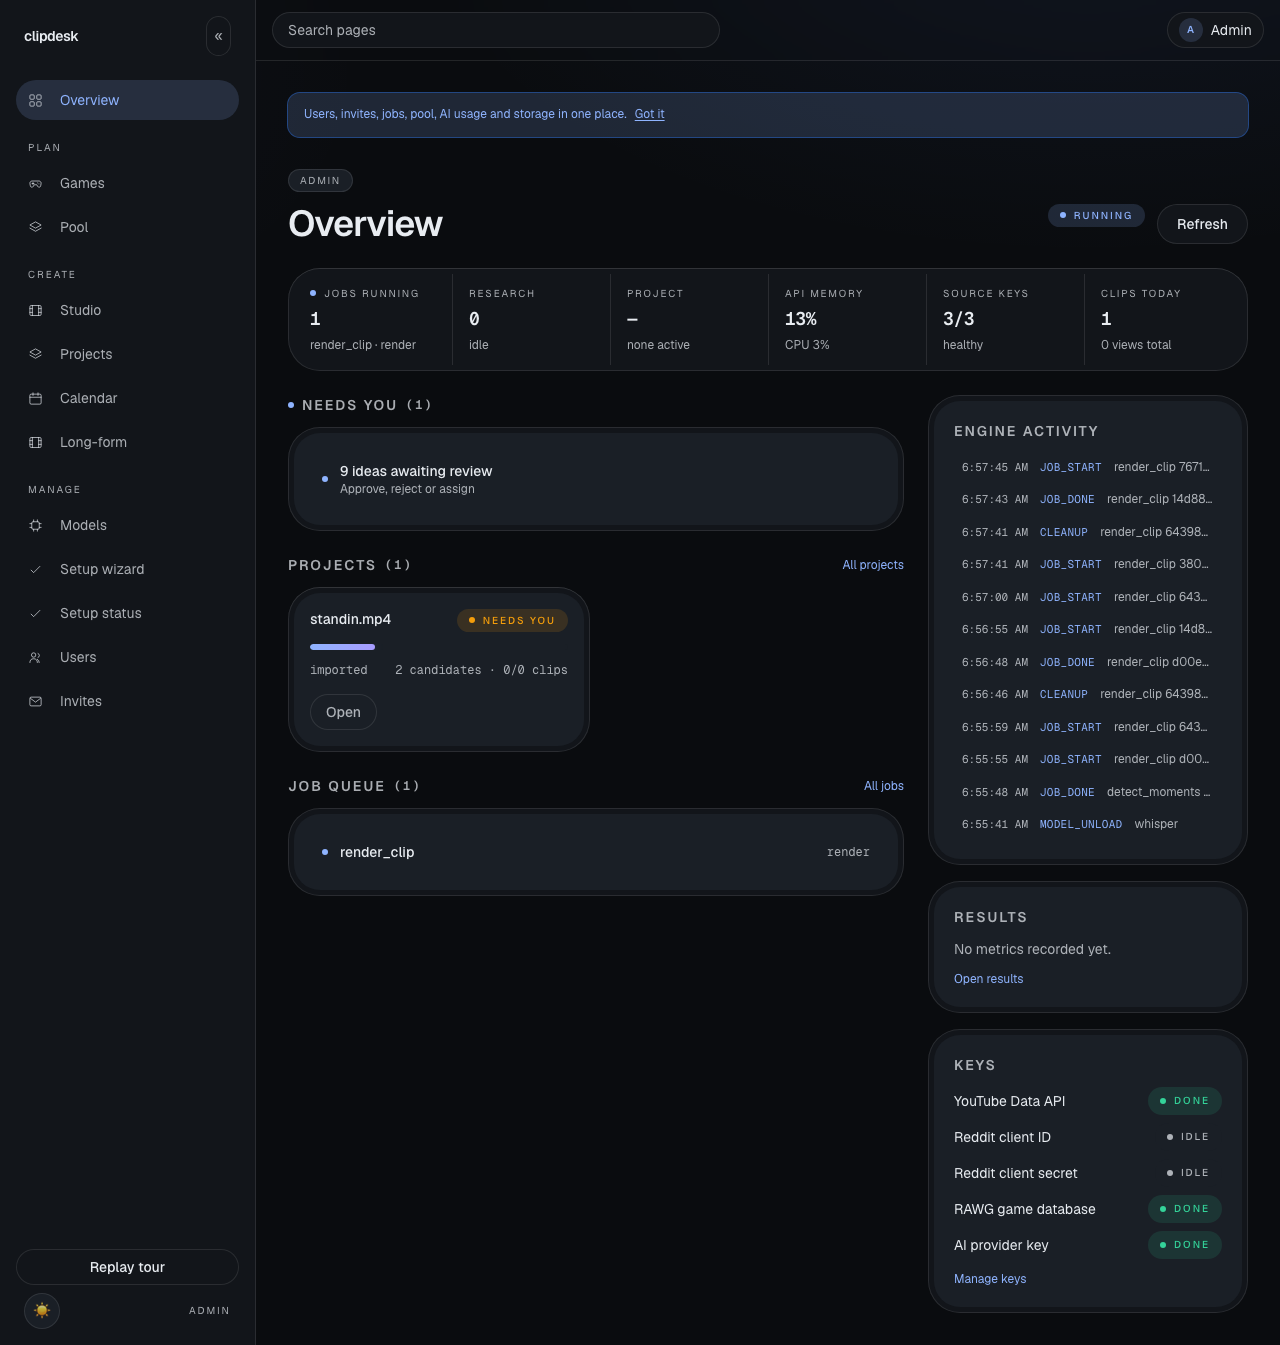 clipdesk
«
Search pages
A Admin
Overview
PLAN
Games
Pool
CREATE
Studio
Projects
Calendar
Long-form
MANAGE
Models
Setup wizard
Setup status
Users
Invites
Replay tour
ADMIN
Users, invites, jobs, pool, AI usage and storage in one place. Got it
ADMIN
Overview
RUNNING
Refresh
JOBS RUNNING
1
render_clip · render
RESEARCH
0
idle
PROJECT
—
none active
API MEMORY
13%
CPU 3%
SOURCE KEYS
3/3
healthy
CLIPS TODAY
1
0 views total
NEEDS YOU (1)
9 ideas awaiting review
Approve, reject or assign
PROJECTS (1)
All projects
standin.mp4
NEEDS YOU
imported 2 candidates · 0/0 clips
Open
JOB QUEUE (1)
All jobs
render_clip
render
ENGINE ACTIVITY
6:57:45 AM JOB_START render_clip 7671…
6:57:43 AM JOB_DONE render_clip 14d88…
6:57:41 AM CLEANUP render_clip 64398…
6:57:41 AM JOB_START render_clip 380…
6:57:00 AM JOB_START render_clip 643…
6:56:55 AM JOB_START render_clip 14d8…
6:56:48 AM JOB_DONE render_clip d00e…
6:56:46 AM CLEANUP render_clip 64398…
6:55:59 AM JOB_START render_clip 643…
6:55:55 AM JOB_START render_clip d00…
6:55:48 AM JOB_DONE detect_moments …
6:55:41 AM MODEL_UNLOAD whisper
RESULTS
No metrics recorded yet.
Open results
KEYS
YouTube Data API DONE
Reddit client ID IDLE
Reddit client secret IDLE
RAWG game database DONE
AI provider key DONE
Manage keys